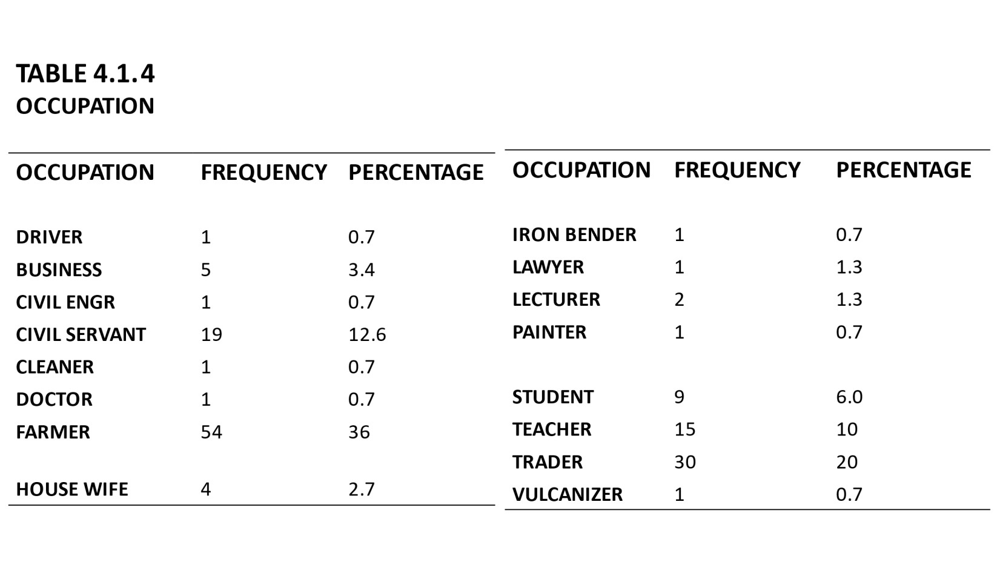 TABLE 4.1.4
OCCUPATION
OCCUPATION FREQUENCY PERCENTAGE
DRIVER 1 0.7
BUSINESS 5 3.4
CIVIL ENGR 1 0.7
CIVIL SERVANT 19 12.6
CLEANER 1 0.7
DOCTOR 1 0.7
FARMER 54 36
HOUSE WIFE 4 2.7
OCCUPATION FREQUENCY PERCENTAGE
IRON BENDER 1 0.7
LAWYER 1 1.3
LECTURER 2 1.3
PAINTER 1 0.7
STUDENT 9 6.0
TEACHER 15 10
TRADER 30 20
VULCANIZER 1 0.7